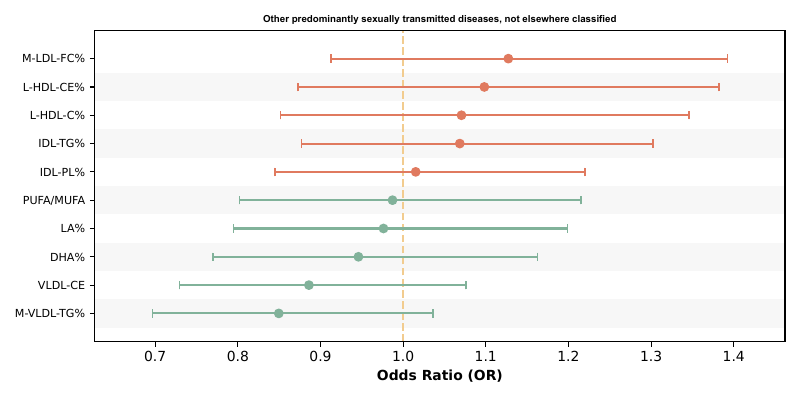 Other predominantly sexually transmitted diseases, not elsewhere classified
M-LDL-FC%
L-HDL-CE%
L-HDL-C%
IDL-TG%
IDL-PL%
PUFA/MUFA
LA%
DHA%
VLDL-CE
M-VLDL-TG%
0.7 0.8 0.9 1.0 1.1 1.2 1.3 1.4
Odds Ratio (OR)